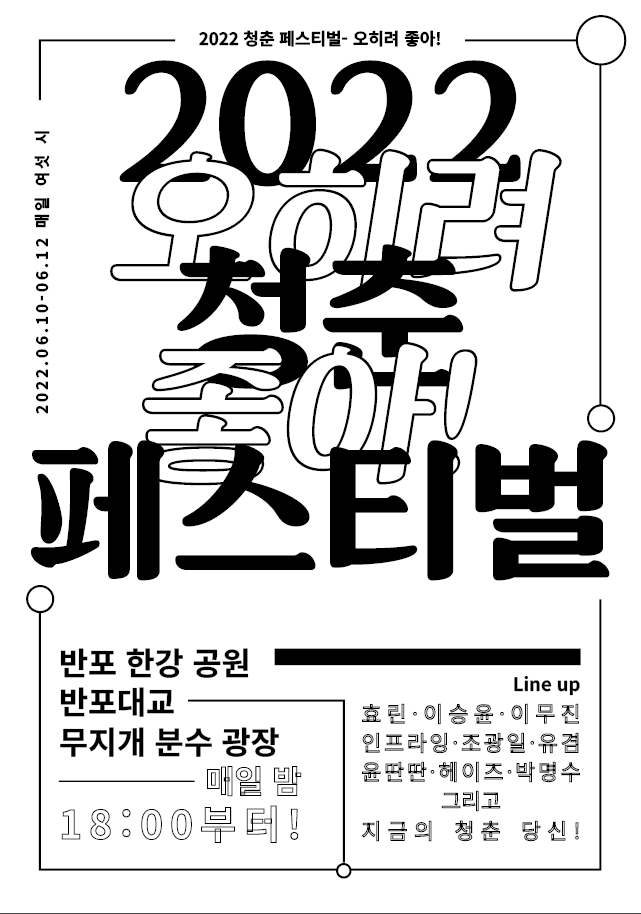 2022 청춘 페스티벌- 오히려 좋아!
2022
오히려
청춘
좋아!
페스티벌
2022.06.10-06.12 매일 여섯 시
반포 한강 공원
반포대교
무지개 분수 광장
매일 밤
18:00부터!
Line up
효린·이승윤·이무진
인프라잉·조광일·유겸
윤딴딴·헤이즈·박명수
그리고
지금의 청춘 당신!